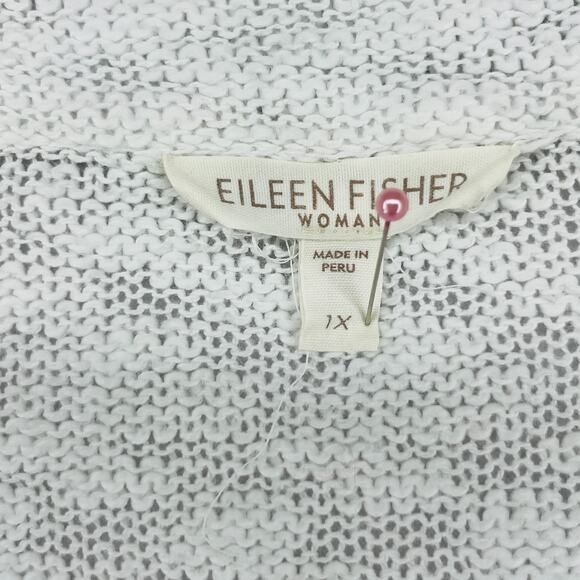 EILEEN FISHER
WOMAN
MADE IN
PERU
1X